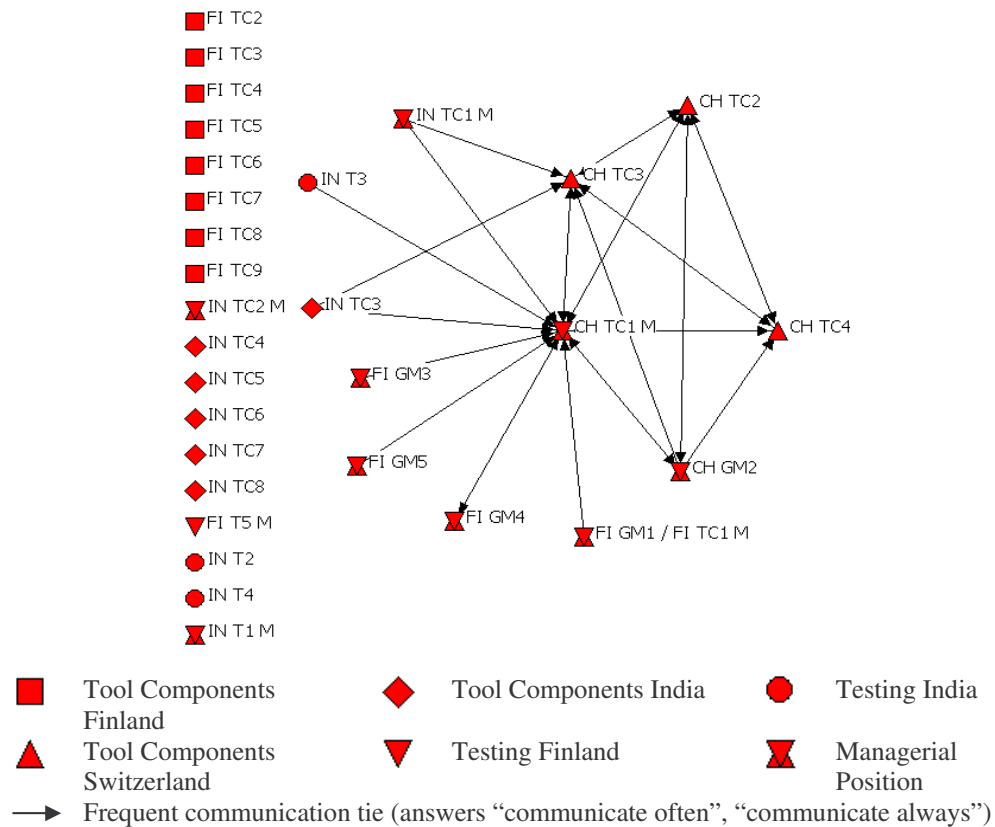 FI TC2
FI TC3
FI TC4
FI TC5
FI TC6
FI TC7
FI TC8
FI TC9
IN TC2 M
IN TC4
IN TC5
IN TC6
IN TC7
IN TC8
FI T5 M
IN T2
IN T4
IN T1 M
IN TC1 M
CH TC2
IN T3
CH TC3
IN TC3
CH TC1 M
CH TC4
FI GM3
FI GM5
CH GM2
FI GM4
FI GM1 / FI TC1 M
Tool Components
Finland
Tool Components India
Testing India
Tool Components
Switzerland
Testing Finland
Managerial
Position
Frequent communication tie (answers “communicate often”, “communicate always”)